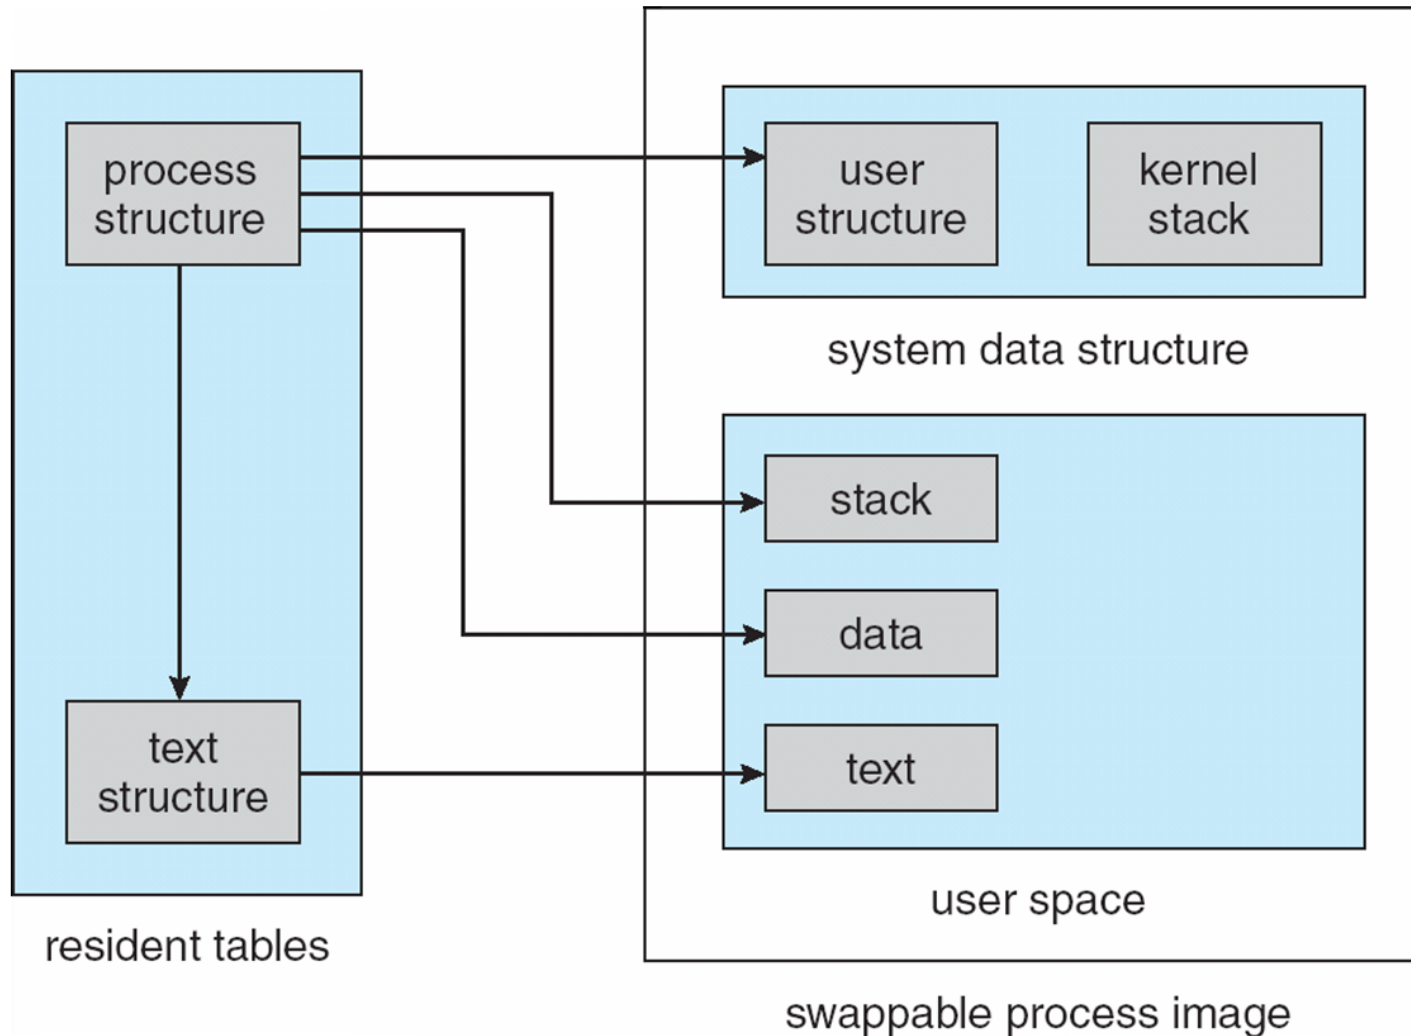 process
structure
user
structure
kernel
stack
system data structure
stack
data
text
structure
text
user space
resident tables
swappable process image